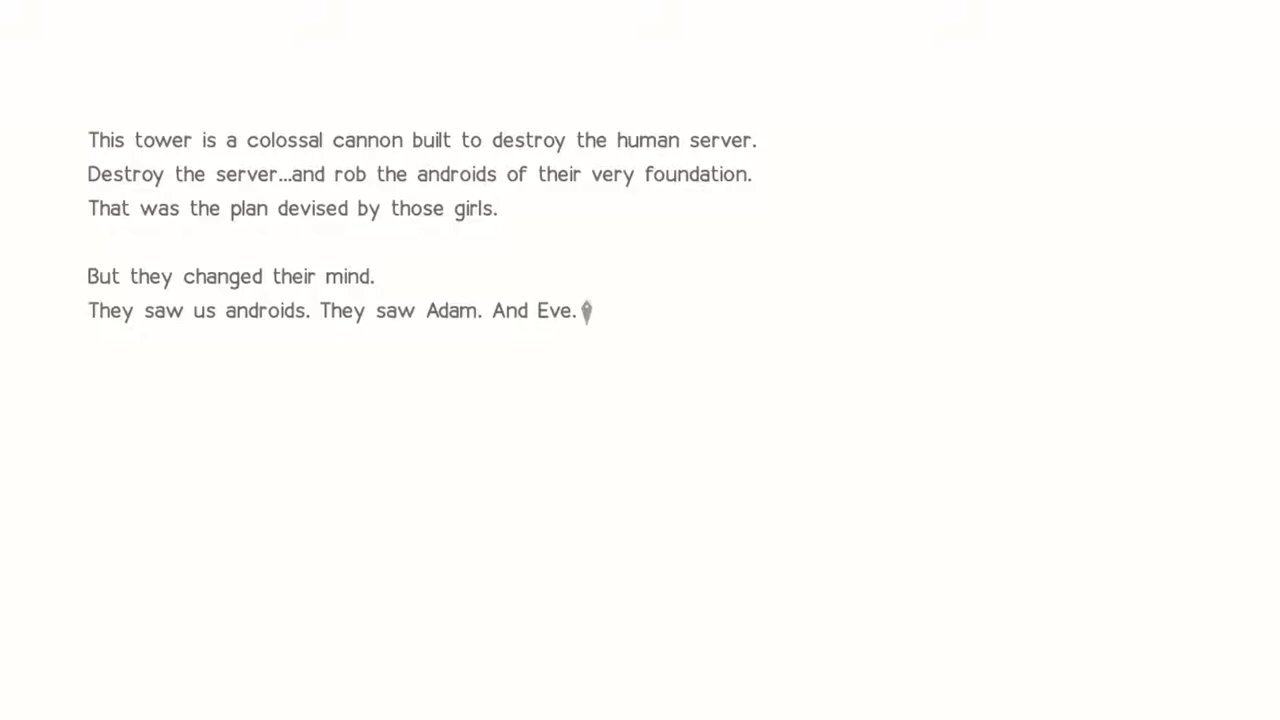 This tower is a colossal cannon built to destroy the human server.
Destroy the server...and rob the androids of their very foundation.
That was the plan devised by those girls.
But they changed their mind.
They saw us androids. They saw Adam. And Eve.